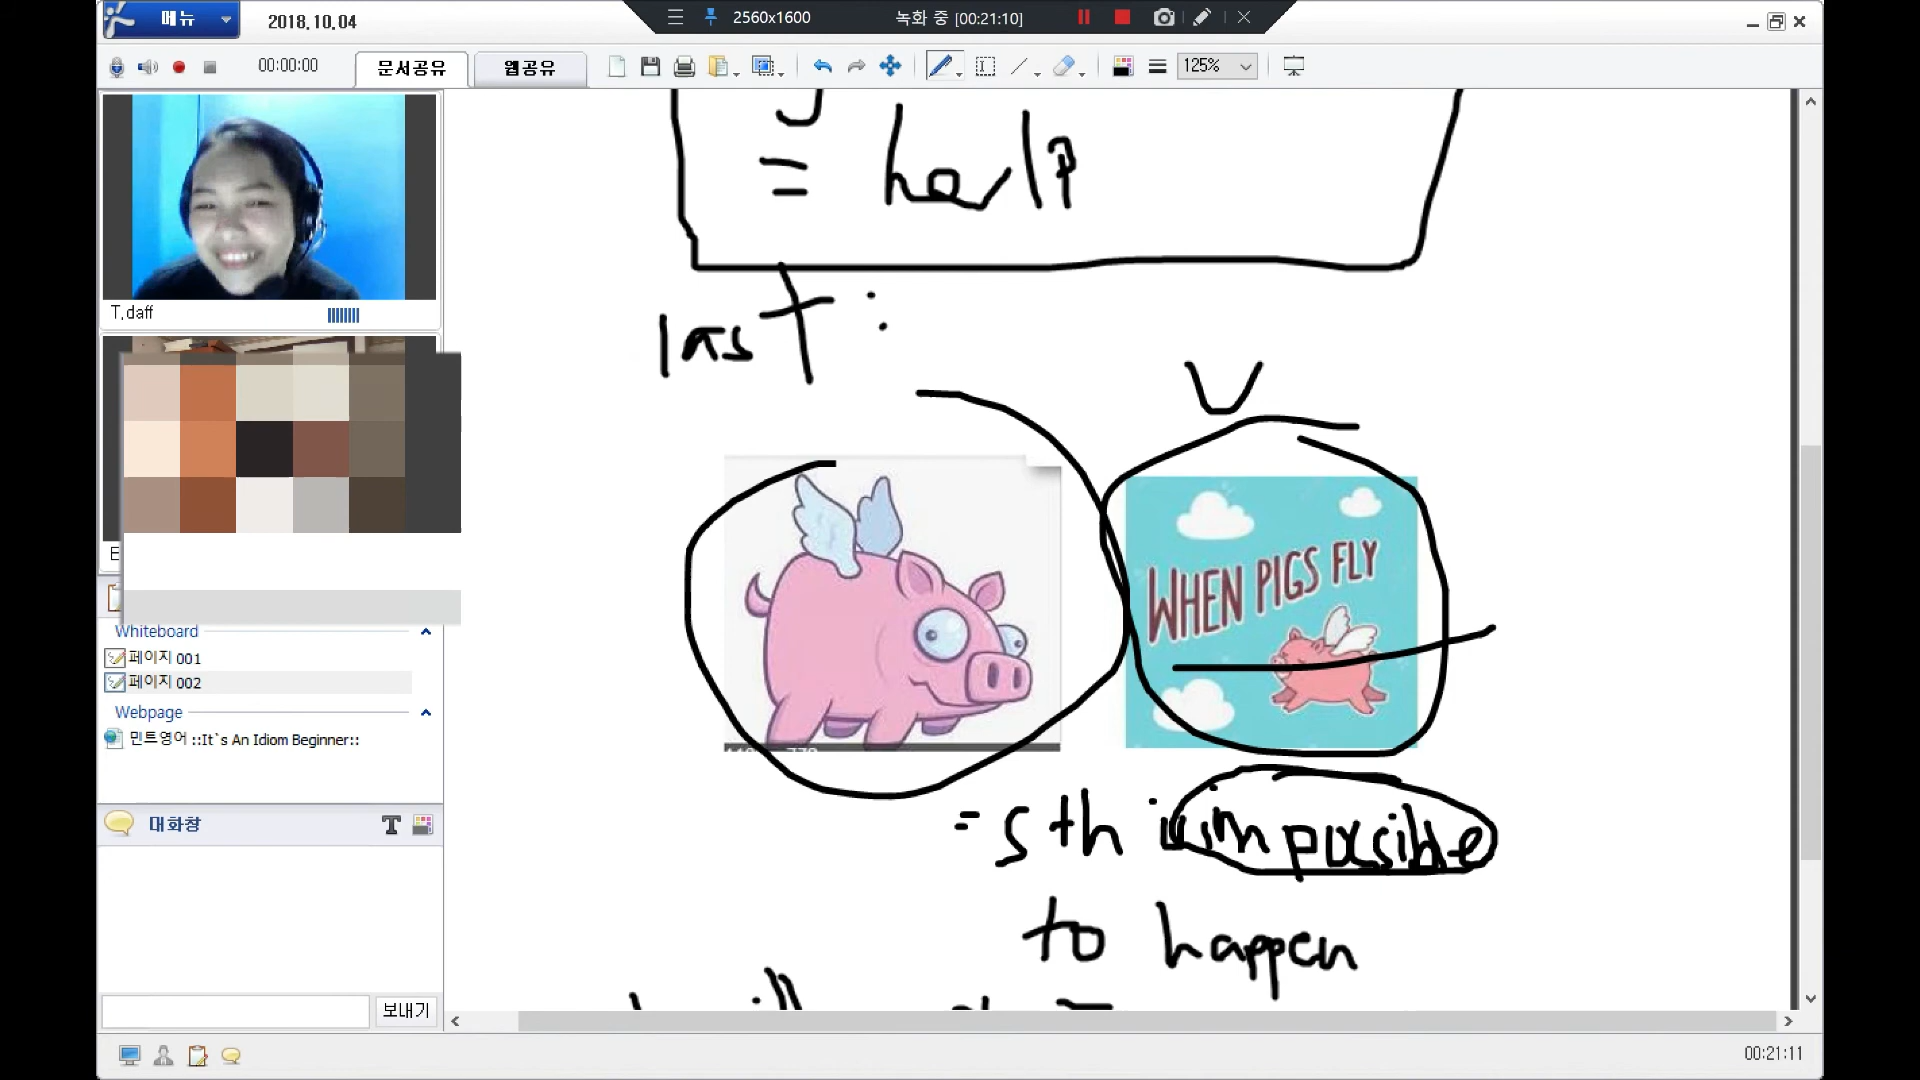 메뉴
2018.10.04
2560x1600
녹화 중 [00:21:10]
00:00:00
문서공유
웹공유
125%
T.daff
E
Whiteboard
페이지 001
페이지 002
Webpage
민트영어 ::It`s An Idiom Beginner::
대화창
보내기
=
last :
WHEN PIGS FLY
= sth is impossible
to happen
00:21:11